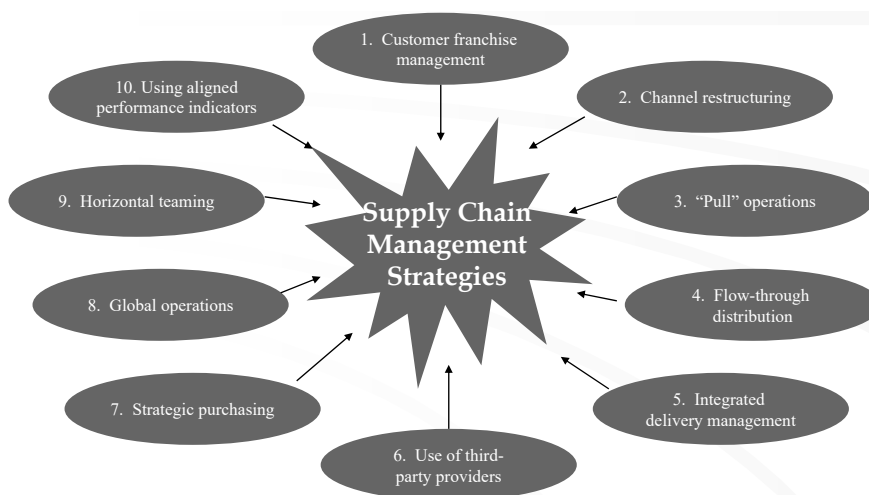 1.  Customer franchise
management
2.  Channel restructuring
3.  “Pull” operations
4.  Flow-through
distribution
5.  Integrated
delivery management
6.  Use of third-
party providers
7.  Strategic purchasing
8.  Global operations
9.  Horizontal teaming
10. Using aligned
performance indicators
Supply Chain
Management
Strategies